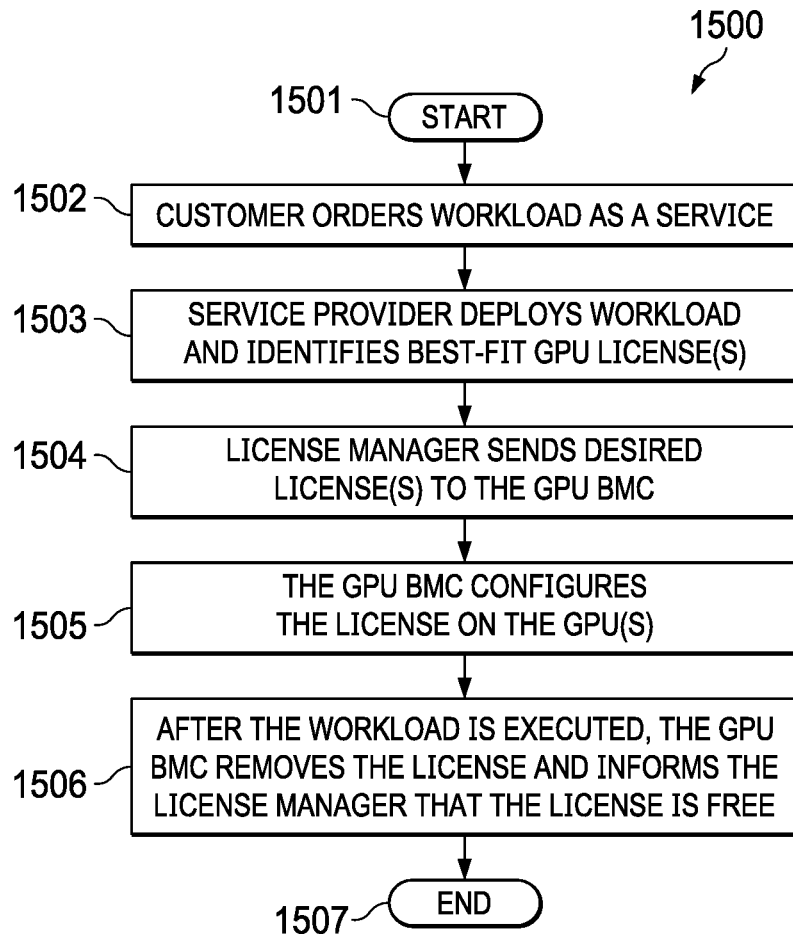 1500
1501
START
1502
CUSTOMER ORDERS WORKLOAD AS A SERVICE
1503
SERVICE PROVIDER DEPLOYS WORKLOAD
AND IDENTIFIES BEST-FIT GPU LICENSE(S)
1504
LICENSE MANAGER SENDS DESIRED
LICENSE(S) TO THE GPU BMC
1505
THE GPU BMC CONFIGURES
THE LICENSE ON THE GPU(S)
1506
AFTER THE WORKLOAD IS EXECUTED, THE GPU
BMC REMOVES THE LICENSE AND INFORMS THE
LICENSE MANAGER THAT THE LICENSE IS FREE
1507
END